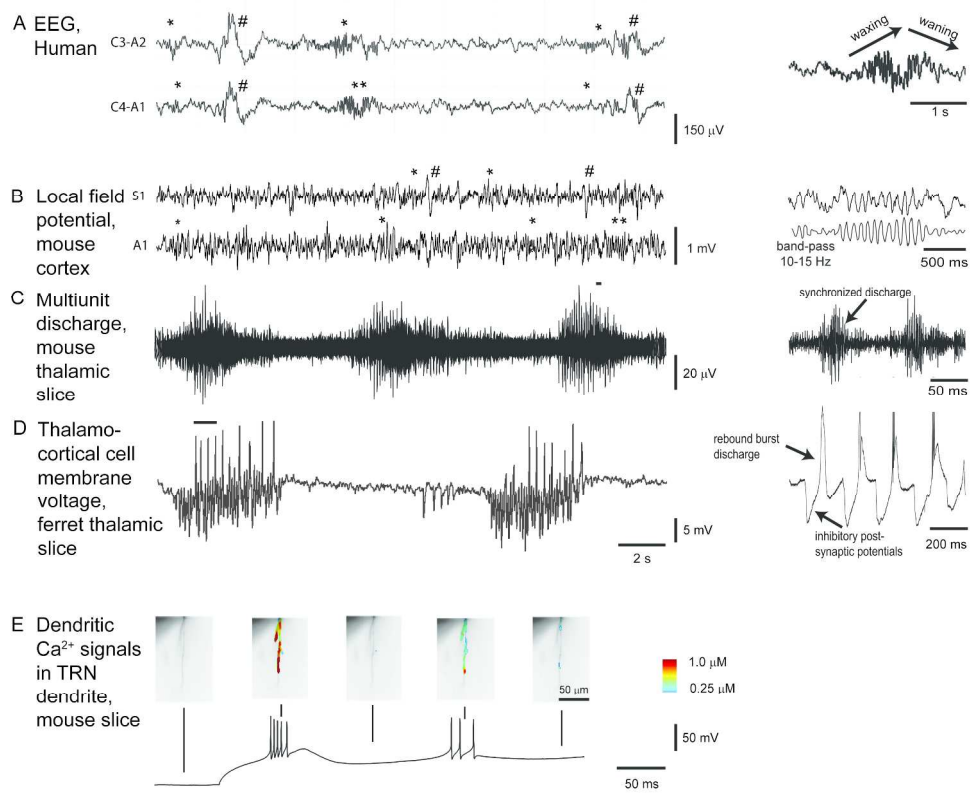 A EEG,
Human
C3-A2
* # * * #
C4-A1
* # ** * #
150 µV
waxing
waning
1 s
B Local field
potential,
mouse
cortex
S1
* # * #
A1
* * * **
1 mV
band-pass
10-15 Hz
500 ms
C Multiunit
discharge,
mouse
thalamic
slice
20 µV
synchronized discharge
50 ms
D Thalamo-
cortical cell
membrane
voltage,
ferret thalamic
slice
5 mV
2 s
rebound burst
discharge
inhibitory post-
synaptic potentials
200 ms
E Dendritic
Ca²⁺ signals
in TRN
dendrite,
mouse slice
50 µm
1.0 µM
0.25 µM
50 mV
50 ms